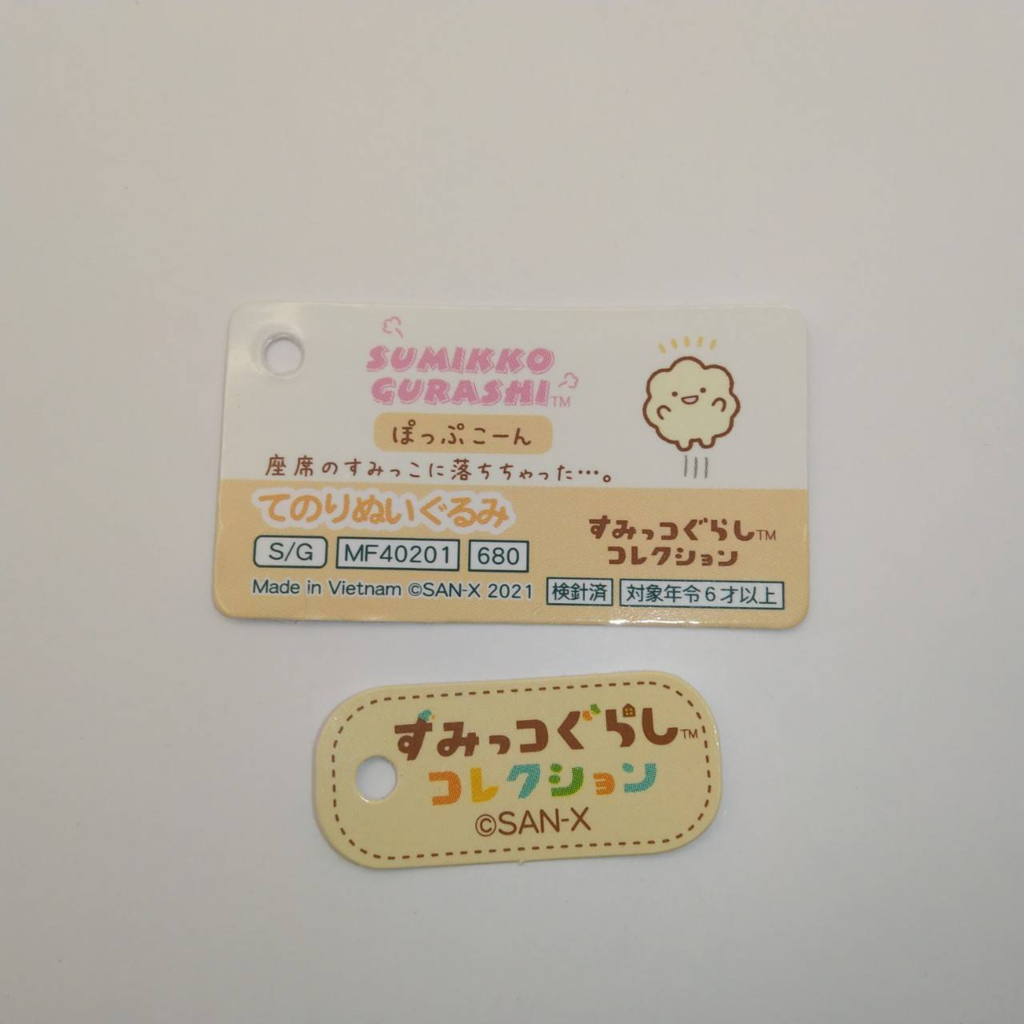 SUMIKKO
GURASHI™
ぽっぷこーん
座席のすみっこに落ちちゃった…。
てのりぬいぐるみ
すみっコぐらし™
コレクション
S/G MF40201 680
Made in Vietnam ©SAN-X 2021 検針済 対象年令6才以上
すみっコぐらし™
コレクション
©SAN-X